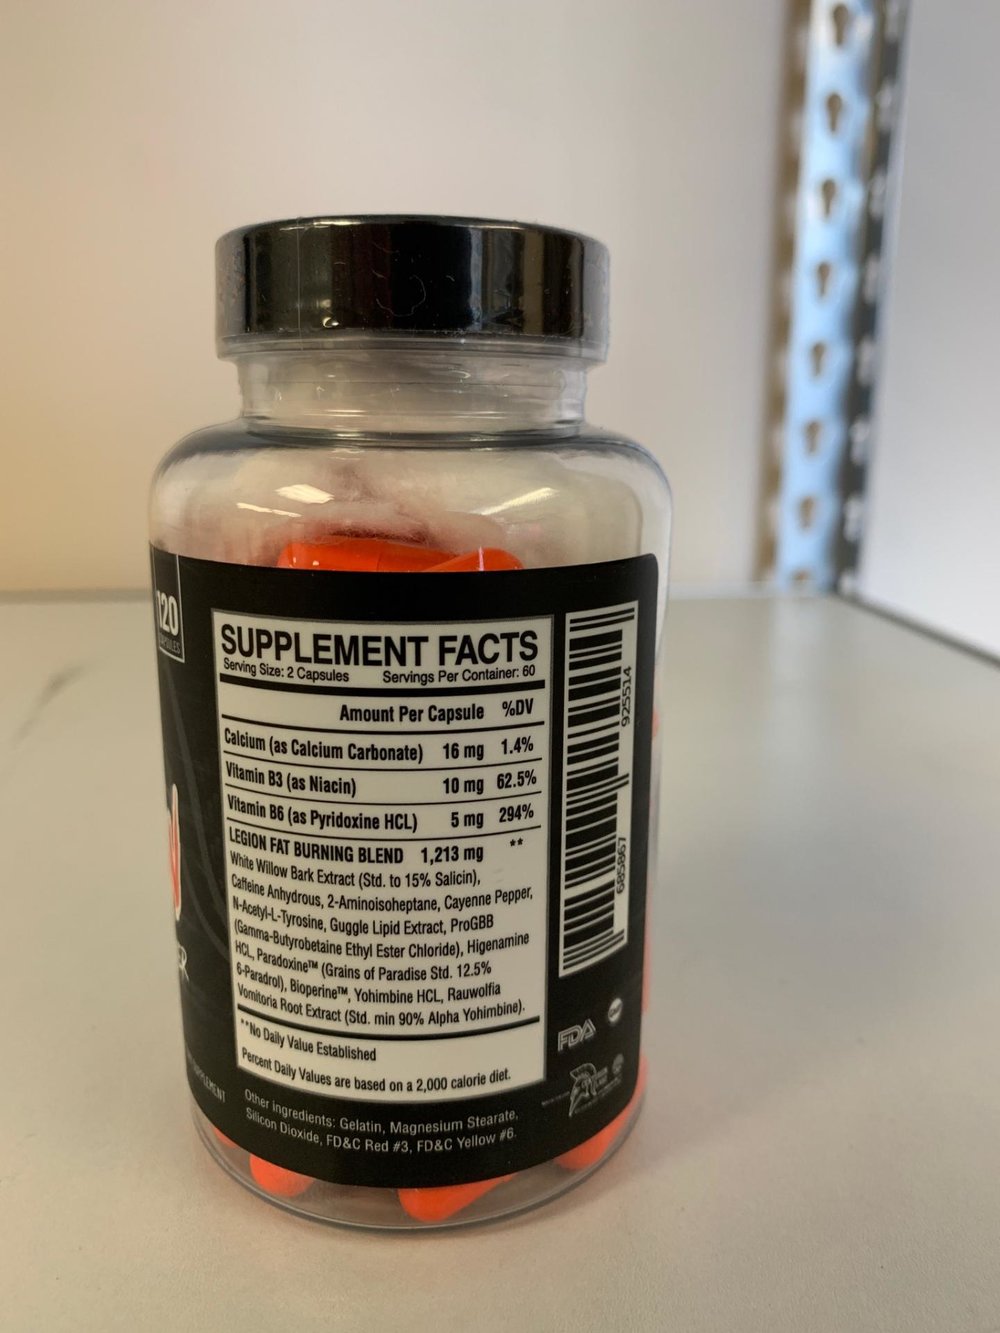 120
CAPSULES
SUPPLEMENT FACTS
Serving Size: 2 Capsules Servings Per Container: 60
Amount Per Capsule %DV
Calcium (as Calcium Carbonate) 16 mg 1.4%
Vitamin B3 (as Niacin) 10 mg 62.5%
Vitamin B6 (as Pyridoxine HCL) 5 mg 294%
LEGION FAT BURNING BLEND 1,213 mg **
White Willow Bark Extract (Std. to 15% Salicin),
Caffeine Anhydrous, 2-Aminoisoheptane, Cayenne Pepper,
N-Acetyl-L-Tyrosine, Guggle Lipid Extract, ProGBB
(Gamma-Butyrobetaine Ethyl Ester Chloride), Higenamine
HCL, Paradoxine™ (Grains of Paradise Std. 12.5%
6-Paradrol), Bioperine™, Yohimbine HCL, Rauwolfia
Vomitoria Root Extract (Std. min 90% Alpha Yohimbine).
**No Daily Value Established
Percent Daily Values are based on a 2,000 calorie diet.
Other ingredients: Gelatin, Magnesium Stearate,
Silicon Dioxide, FD&C Red #3, FD&C Yellow #6.
685867 925514
FDA
GMP